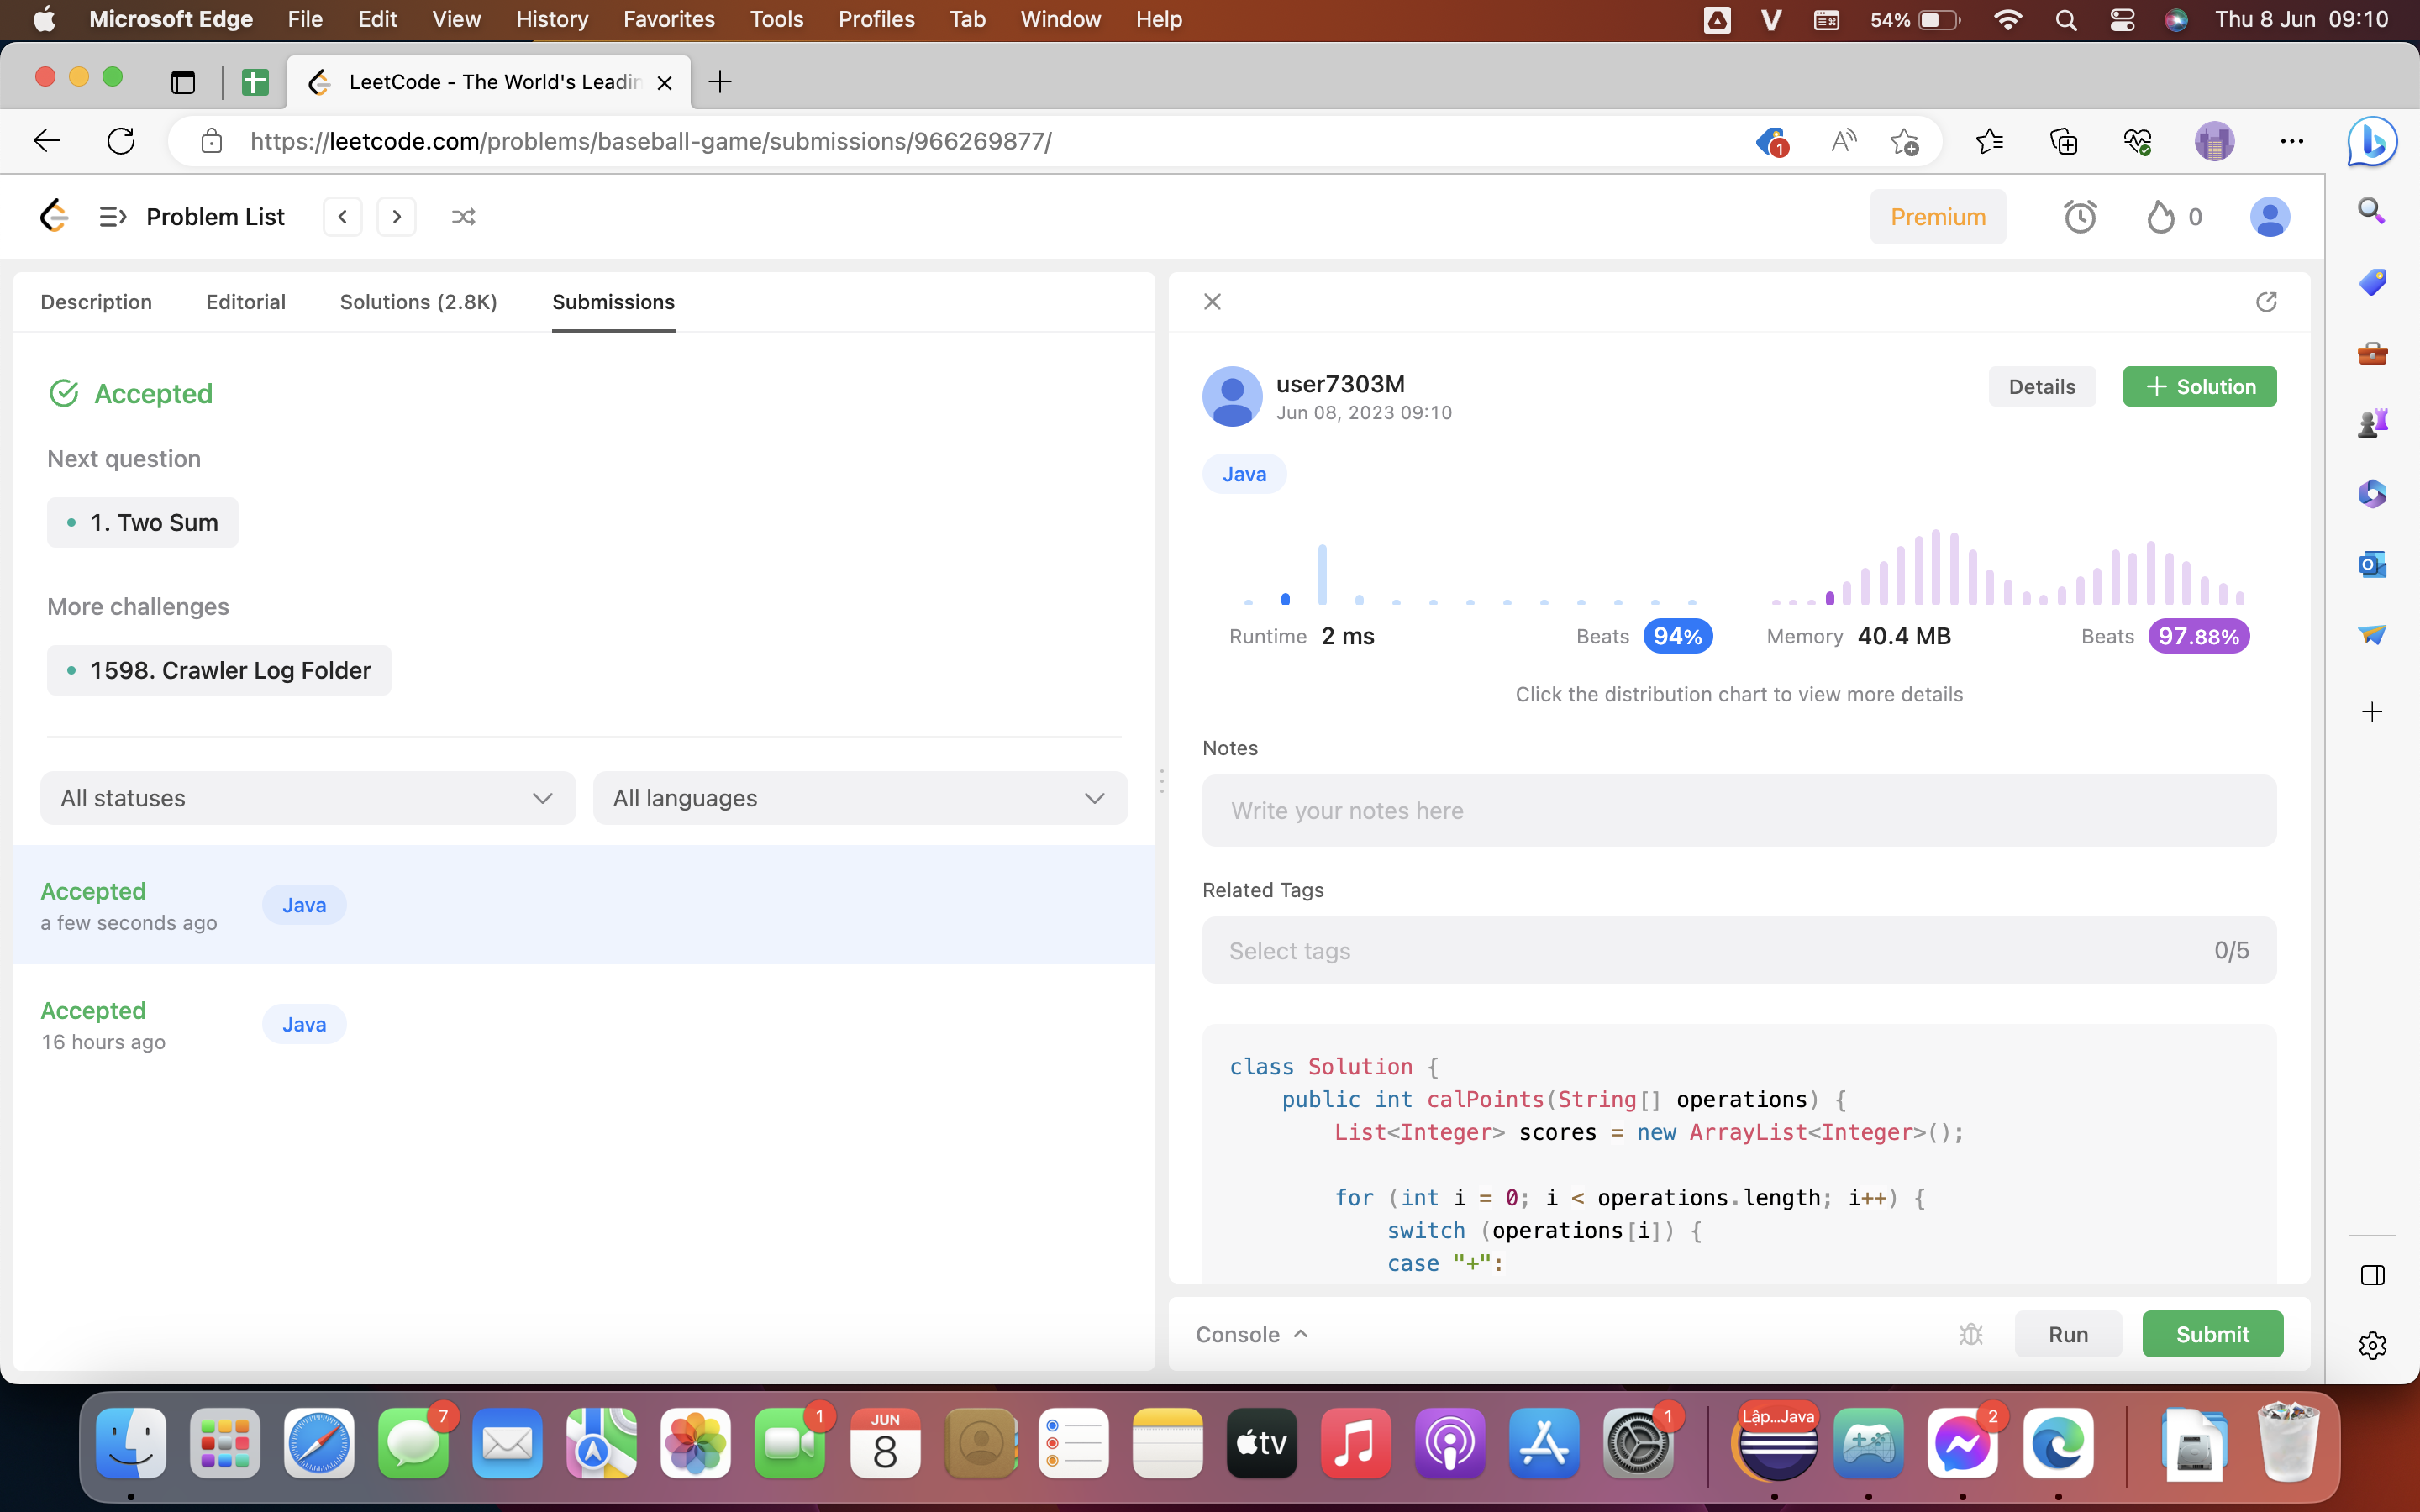 Microsoft Edge File Edit View History Favorites Tools Profiles Tab Window Help 54% Thu 8 Jun 09:10
LeetCode - The World's Leadin
https://leetcode.com/problems/baseball-game/submissions/966269877/ 1
Problem List Premium 0
Description Editorial Solutions (2.8K) Submissions
Accepted
Next question
1. Two Sum
More challenges
1598. Crawler Log Folder
All statuses All languages
Accepted
a few seconds ago
Java
Accepted
16 hours ago
Java
user7303M
Jun 08, 2023 09:10
Details
Solution
Java
Runtime 2 ms Beats 94% Memory 40.4 MB Beats 97.88%
Click the distribution chart to view more details
Notes
Write your notes here
Related Tags
Select tags 0/5
class Solution {
    public int calPoints(String[] operations) {
        List<Integer> scores = new ArrayList<Integer>();
        for (int i = 0; i < operations.length; i++) {
            switch (operations[i]) {
            case "+":
Console Run Submit
7 1 JUN 8 tv 1 Lập...Java 2